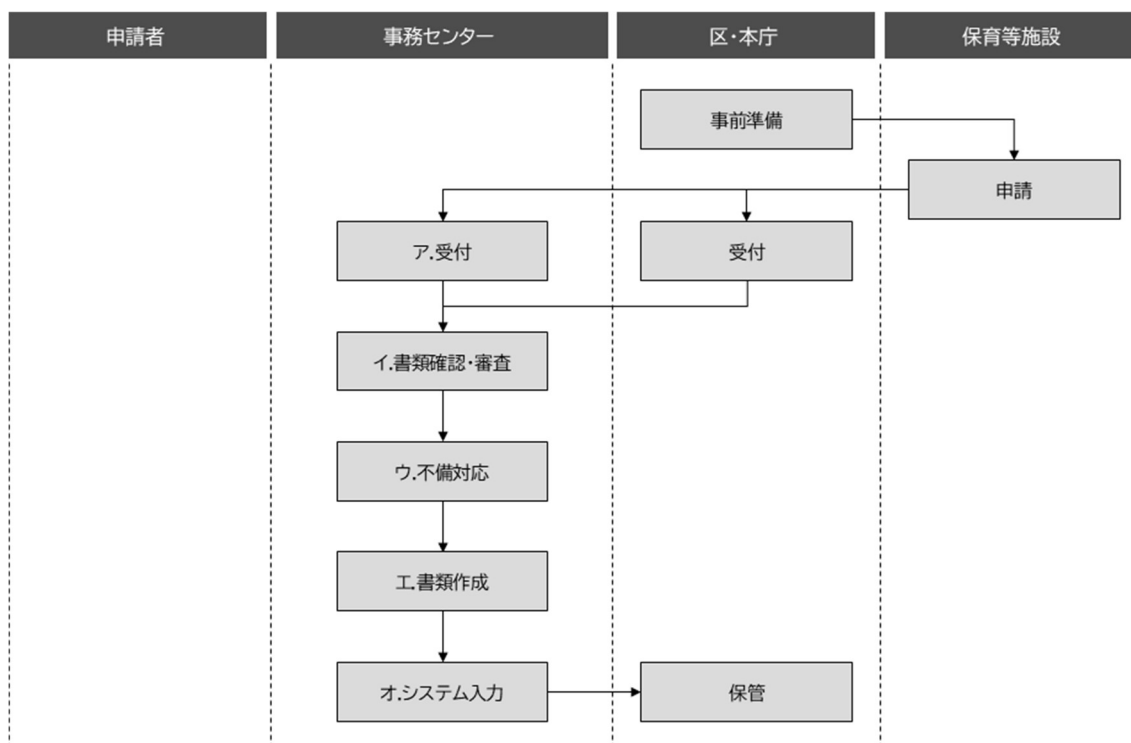 申請者
事務センター
区・本庁
保育等施設
事前準備
申請
ア.受付
受付
イ.書類確認・審査
ウ.不備対応
エ.書類作成
オ.システム入力
保管